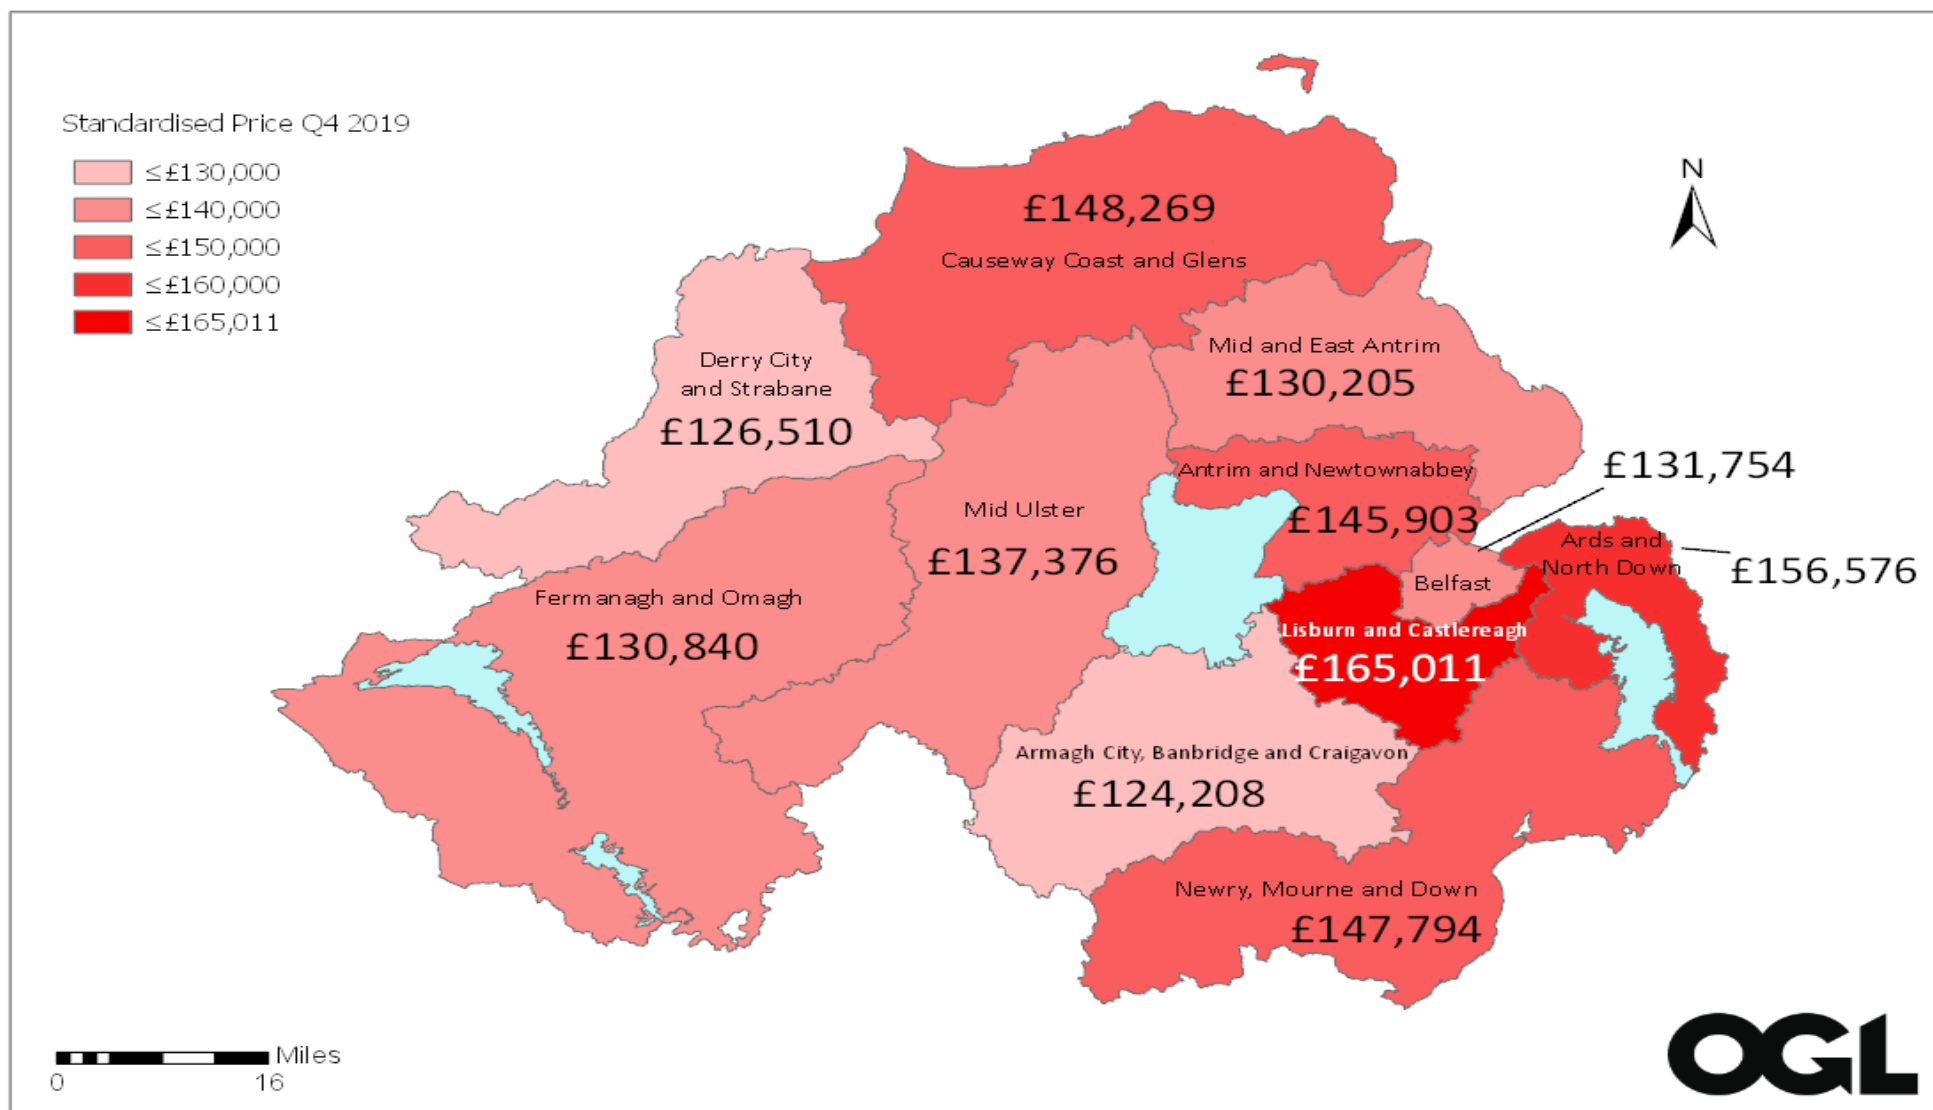 Standardised Price Q4 2019
≤£130,000
≤£140,000
≤£150,000
≤£160,000
≤£165,011
N
£148,269
Causeway Coast and Glens
Mid and East Antrim
£130,205
Derry City
and Strabane
£126,510
Antrim and Newtownabbey
£145,903
£131,754
Belfast
Ards and
North Down
£156,576
Mid Ulster
£137,376
Fermanagh and Omagh
£130,840
Lisburn and Castlereagh
£165,011
Armagh City, Banbridge and Craigavon
£124,208
Newry, Mourne and Down
£147,794
Miles
0 16
OGL